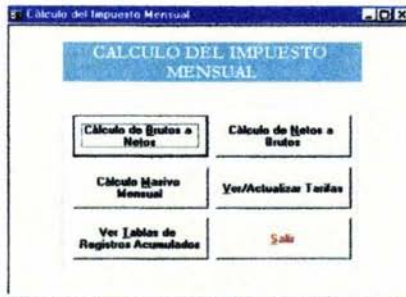 Cálculo del Impuesto Mensual
CALCULO DEL IMPUESTO
MENSUAL
Cálculo de Brutos a
Netos
Cálculo de Netos a
Brutos
Cálculo Masivo
Mensual
Ver/Actualizar Tarifas
Ver Tablas de
Registros Acumulados
Salir